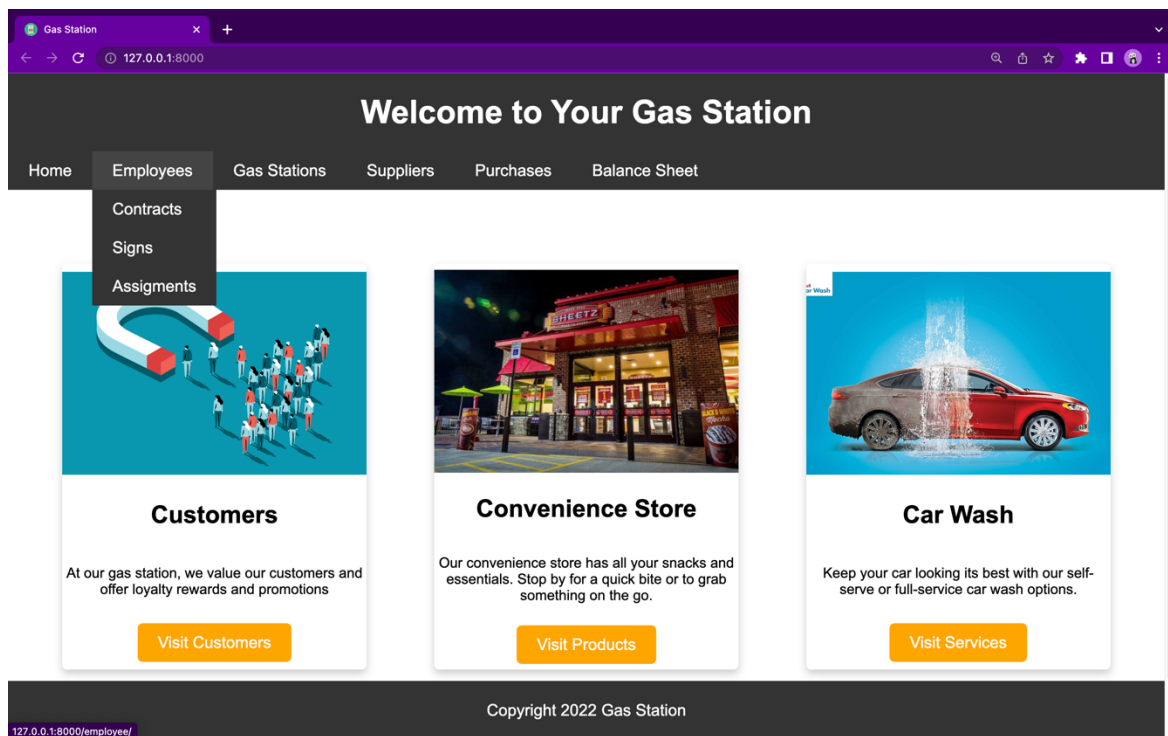 Gas Station
127.0.0.1:8000
Welcome to Your Gas Station
Home Employees Gas Stations Suppliers Purchases Balance Sheet
Contracts
Signs
Assigments
SHEETZ
Car Wash
Customers
Convenience Store
Car Wash
At our gas station, we value our customers and
offer loyalty rewards and promotions
Our convenience store has all your snacks and
essentials. Stop by for a quick bite or to grab
something on the go.
Keep your car looking its best with our self-
serve or full-service car wash options.
Visit Customers
Visit Products
Visit Services
Copyright 2022 Gas Station
127.0.0.1:8000/employee/